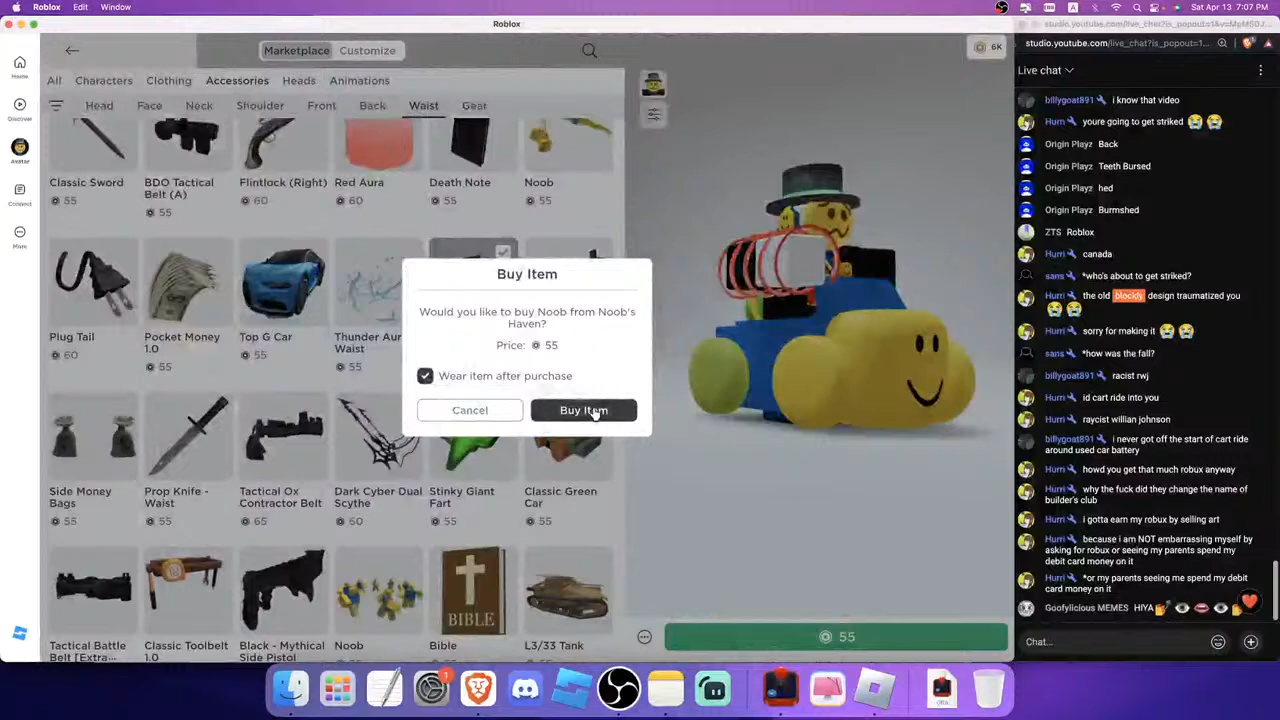 Roblox Edit Window
Sat Apr 13 7:07 PM
Roblox
studio.youtube.com/live_chat?is_popout=1&v=MpMS0J...
Home
Discover
Avatar
Connect
More
Marketplace Customize
6K
All Characters Clothing Accessories Heads Animations
Head Face Neck Shoulder Front Back Waist Gear
Classic Sword
55
BDO Tactical
Belt (A)
55
Flintlock (Right)
60
Red Aura
60
Death Note
55
Noob
55
Plug Tail
60
Pocket Money
1.0
55
Top G Car
55
Thunder Aur
Waist
55
Buy Item
Would you like to buy Noob from Noob's
Haven?
Price: 55
Wear item after purchase
Cancel Buy Item
Side Money
Bags
55
Prop Knife -
Waist
55
Tactical Ox
Contractor Belt
65
Dark Cyber Dual
Scythe
60
Stinky Giant
Fart
55
Classic Green
Car
55
Tactical Battle
Belt [Extra...
Classic Toolbelt
1.0
Black - Mythical
Side Pistol
Noob
BIBLE
Bible
L3/33 Tank
55
studio.youtube.com/live_chat?is_popout=1...
Live chat
billygoat891 i know that video
Hurri youre going to get striked 😭 😭
Origin Playz Back
Origin Playz Teeth Bursed
Origin Playz hed
Origin Playz Burmshed
ZTS Roblox
Hurri canada
sans *who's about to get striked?
Hurri the old blockly design traumatized you
😭 😭
Hurri sorry for making it 😭 😭
sans *how was the fall?
billygoat891 racist rwj
Hurri id cart ride into you
Hurri raycist willian johnson
billygoat891 i never got off the start of cart ride
around used car battery
Hurri howd you get that much robux anyway
Hurri why the fuck did they change the name of
builder's club
Hurri i gotta earn my robux by selling art
Hurri because i am NOT embarrassing myself by
asking for robux or seeing my parents spend my
debit card money on it
Hurri *or my parents seeing me spend my debit
card money on it
Goofylicious MEMES HIYA💅👁👄👁💅
Chat...
1